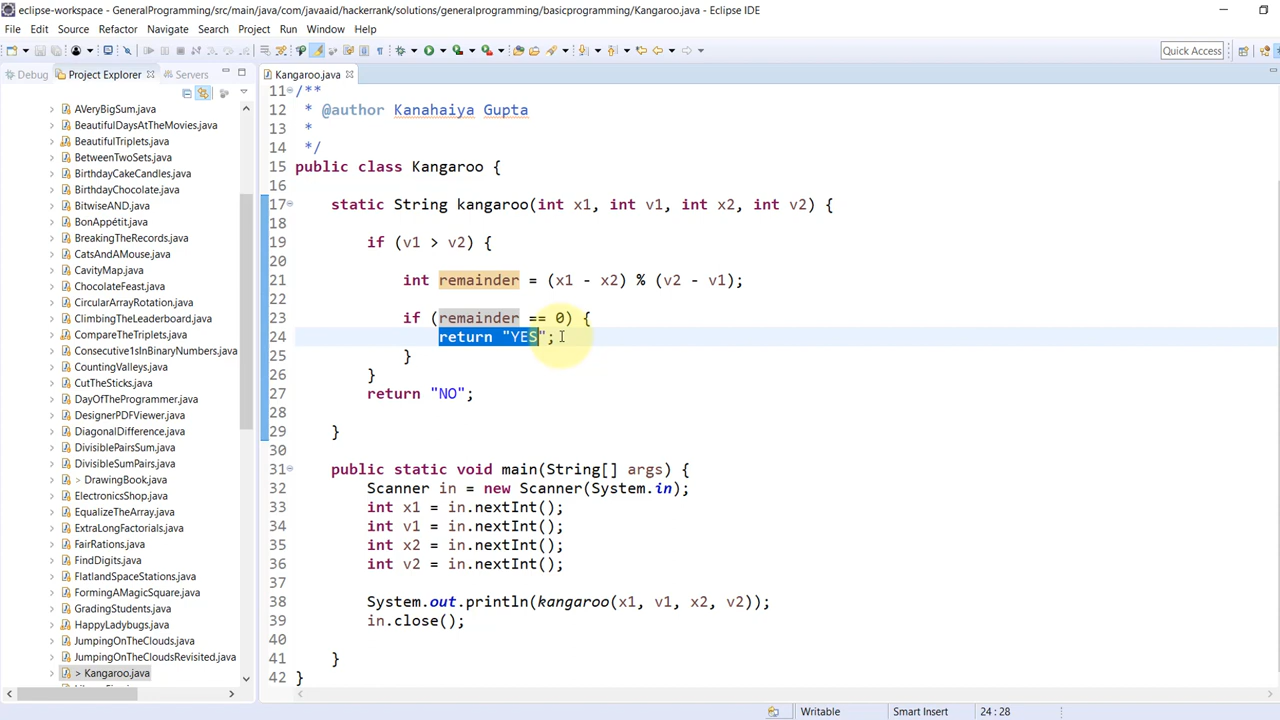 eclipse-workspace - GeneralProgramming/src/main/java/com/javaaid/hackerrank/solutions/generalprogramming/basicprogramming/Kangaroo.java - Eclipse IDE
File Edit Source Refactor Navigate Search Project Run Window Help
Quick Access
Debug Project Explorer Servers
AVeryBigSum.java
BeautifulDaysAtTheMovies.java
BeautifulTriplets.java
BetweenTwoSets.java
BirthdayCakeCandles.java
BirthdayChocolate.java
BitwiseAND.java
BonAppétit.java
BreakingTheRecords.java
CatsAndAMouse.java
CavityMap.java
ChocolateFeast.java
CircularArrayRotation.java
ClimbingTheLeaderboard.java
CompareTheTriplets.java
Consecutive1sInBinaryNumbers.java
CountingValleys.java
CutTheSticks.java
DayOfTheProgrammer.java
DesignerPDFViewer.java
DiagonalDifference.java
DivisiblePairsSum.java
DivisibleSumPairs.java
> DrawingBook.java
ElectronicsShop.java
EqualizeTheArray.java
ExtraLongFactorials.java
FairRations.java
FindDigits.java
FlatlandSpaceStations.java
FormingAMagicSquare.java
GradingStudents.java
HappyLadybugs.java
JumpingOnTheClouds.java
JumpingOnTheCloudsRevisited.java
> Kangaroo.java
Kangaroo.java
11 /**
12 * @author Kanahaiya Gupta
13 *
14 */
15 public class Kangaroo {
16
17 static String kangaroo(int x1, int v1, int x2, int v2) {
18
19 if (v1 > v2) {
20
21 int remainder = (x1 - x2) % (v2 - v1);
22
23 if (remainder == 0) {
24 return "YES";
25 }
26 }
27 return "NO";
28
29 }
30
31 public static void main(String[] args) {
32 Scanner in = new Scanner(System.in);
33 int x1 = in.nextInt();
34 int v1 = in.nextInt();
35 int x2 = in.nextInt();
36 int v2 = in.nextInt();
37
38 System.out.println(kangaroo(x1, v1, x2, v2));
39 in.close();
40
41 }
42 }
Writable Smart Insert 24 : 28